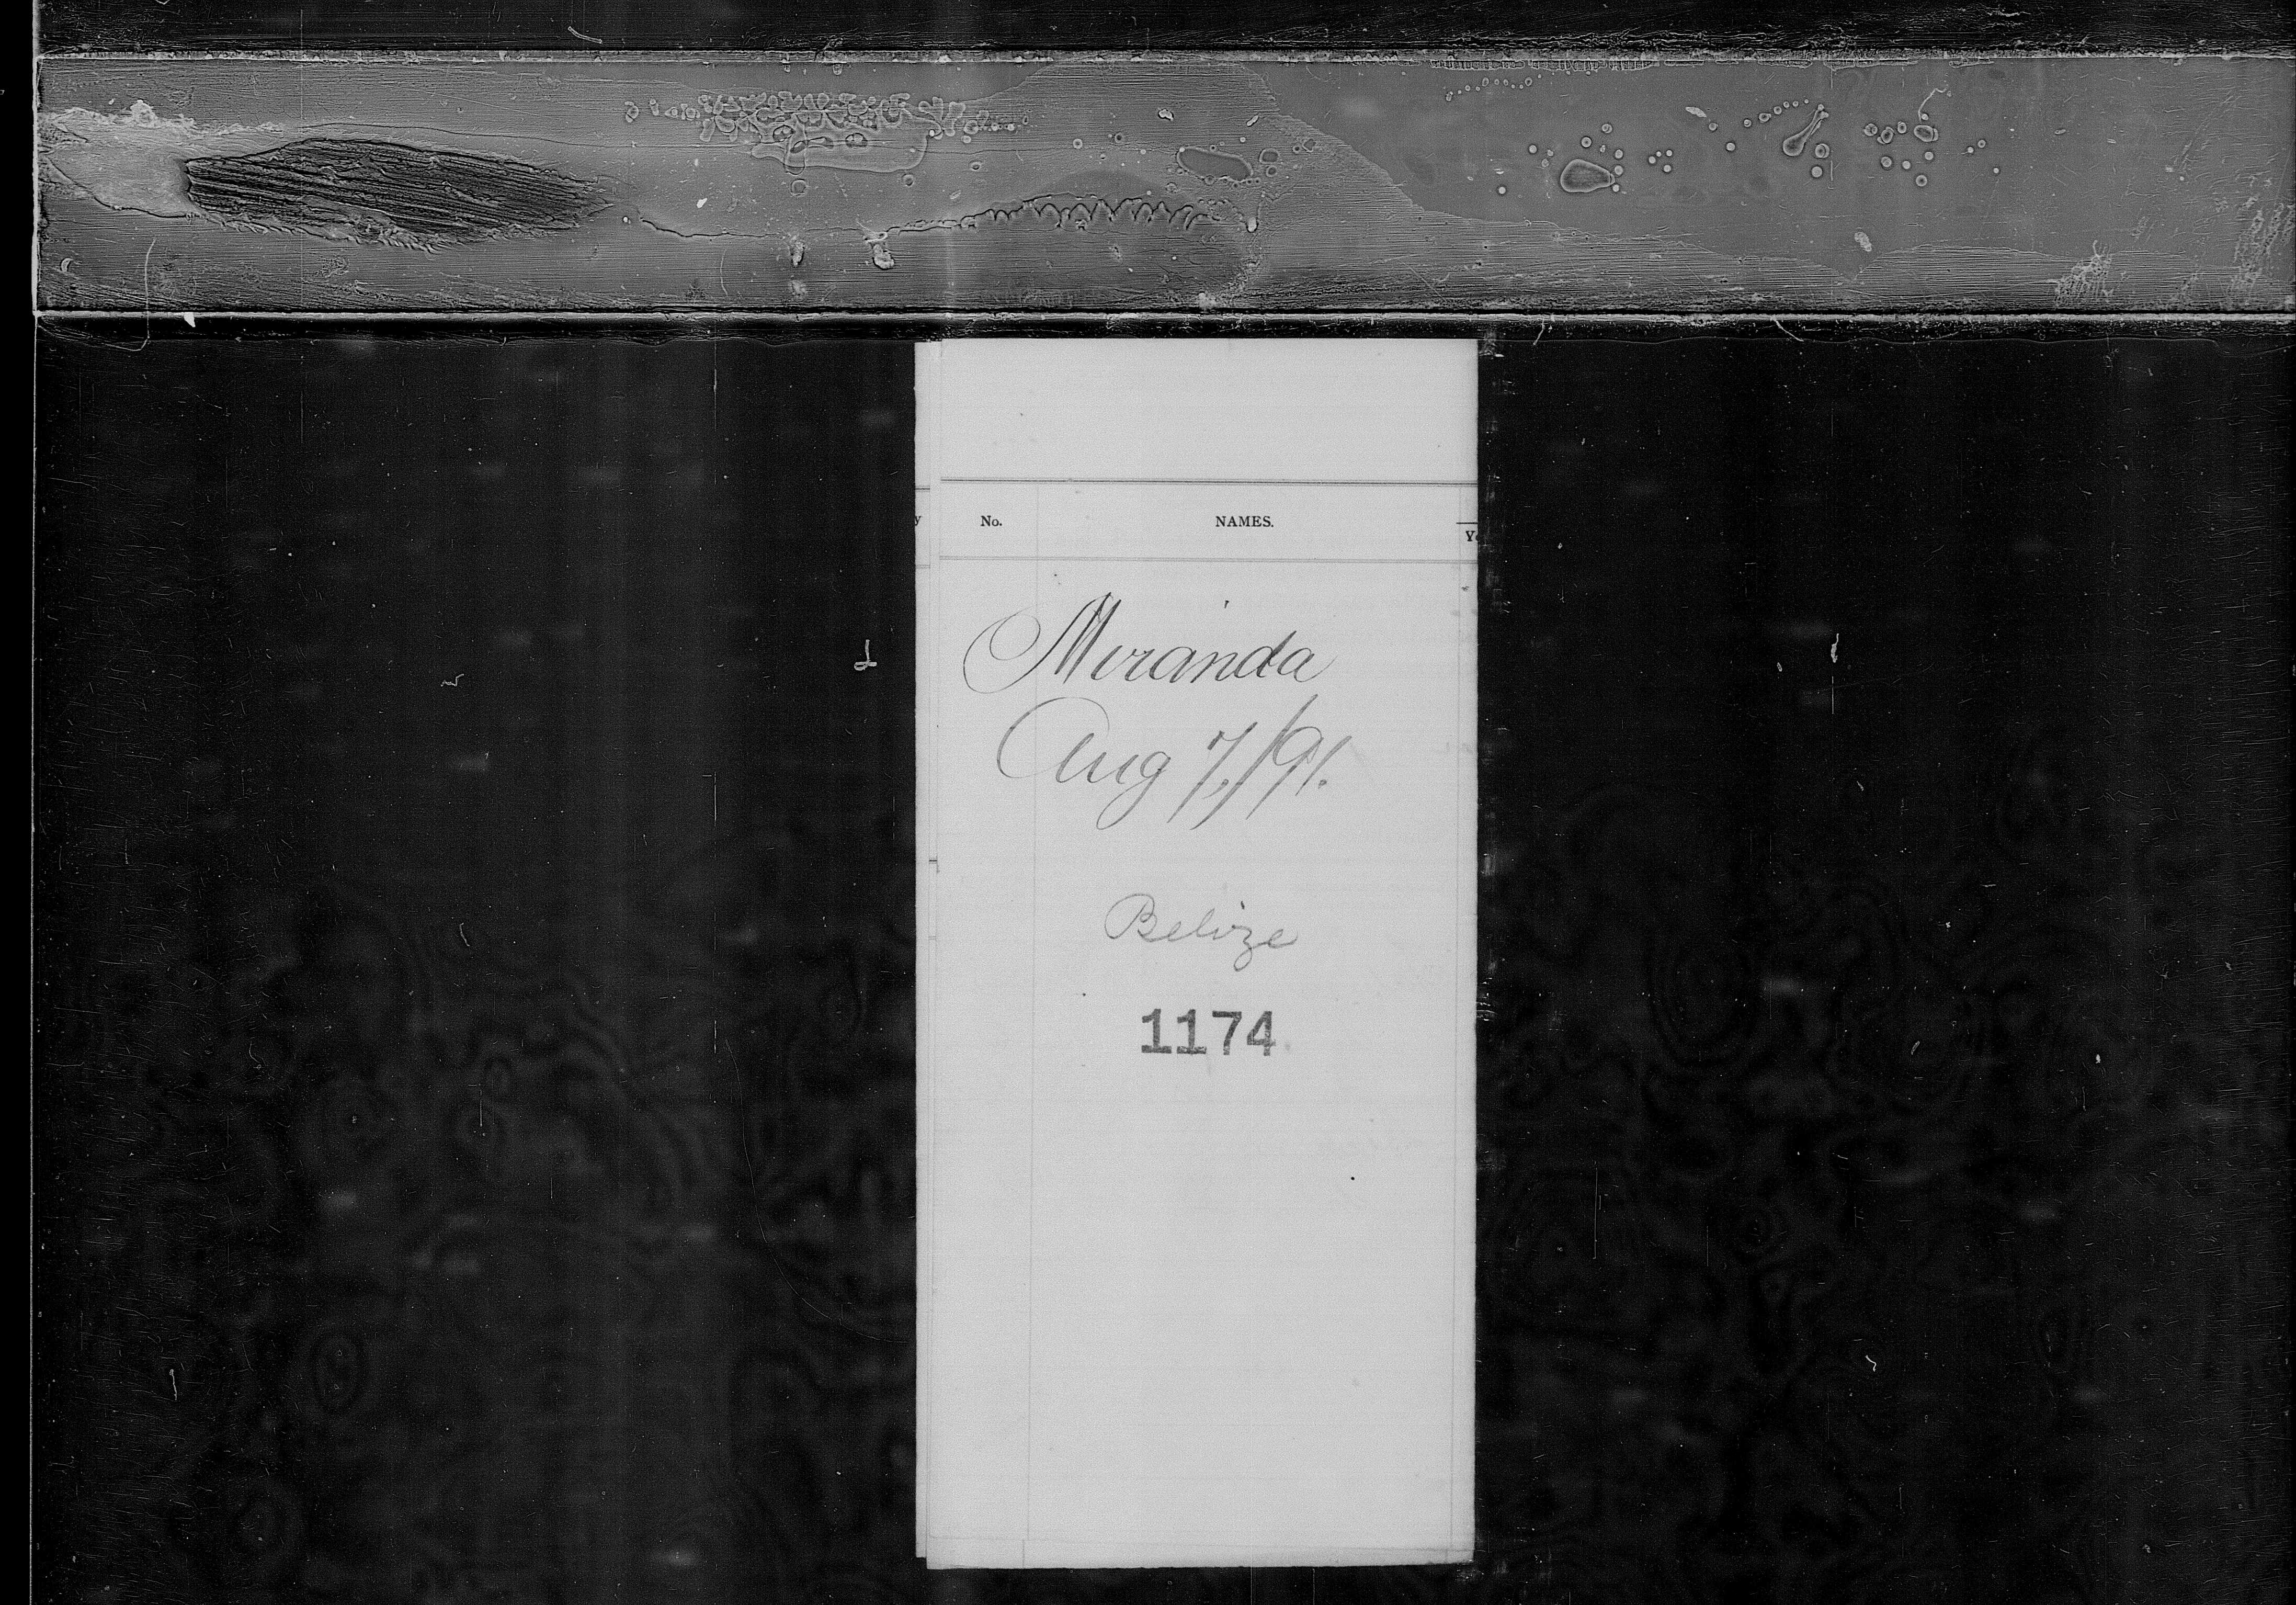 No. NAMES.
Miranda
Aug 7,/91.
Belize
1174